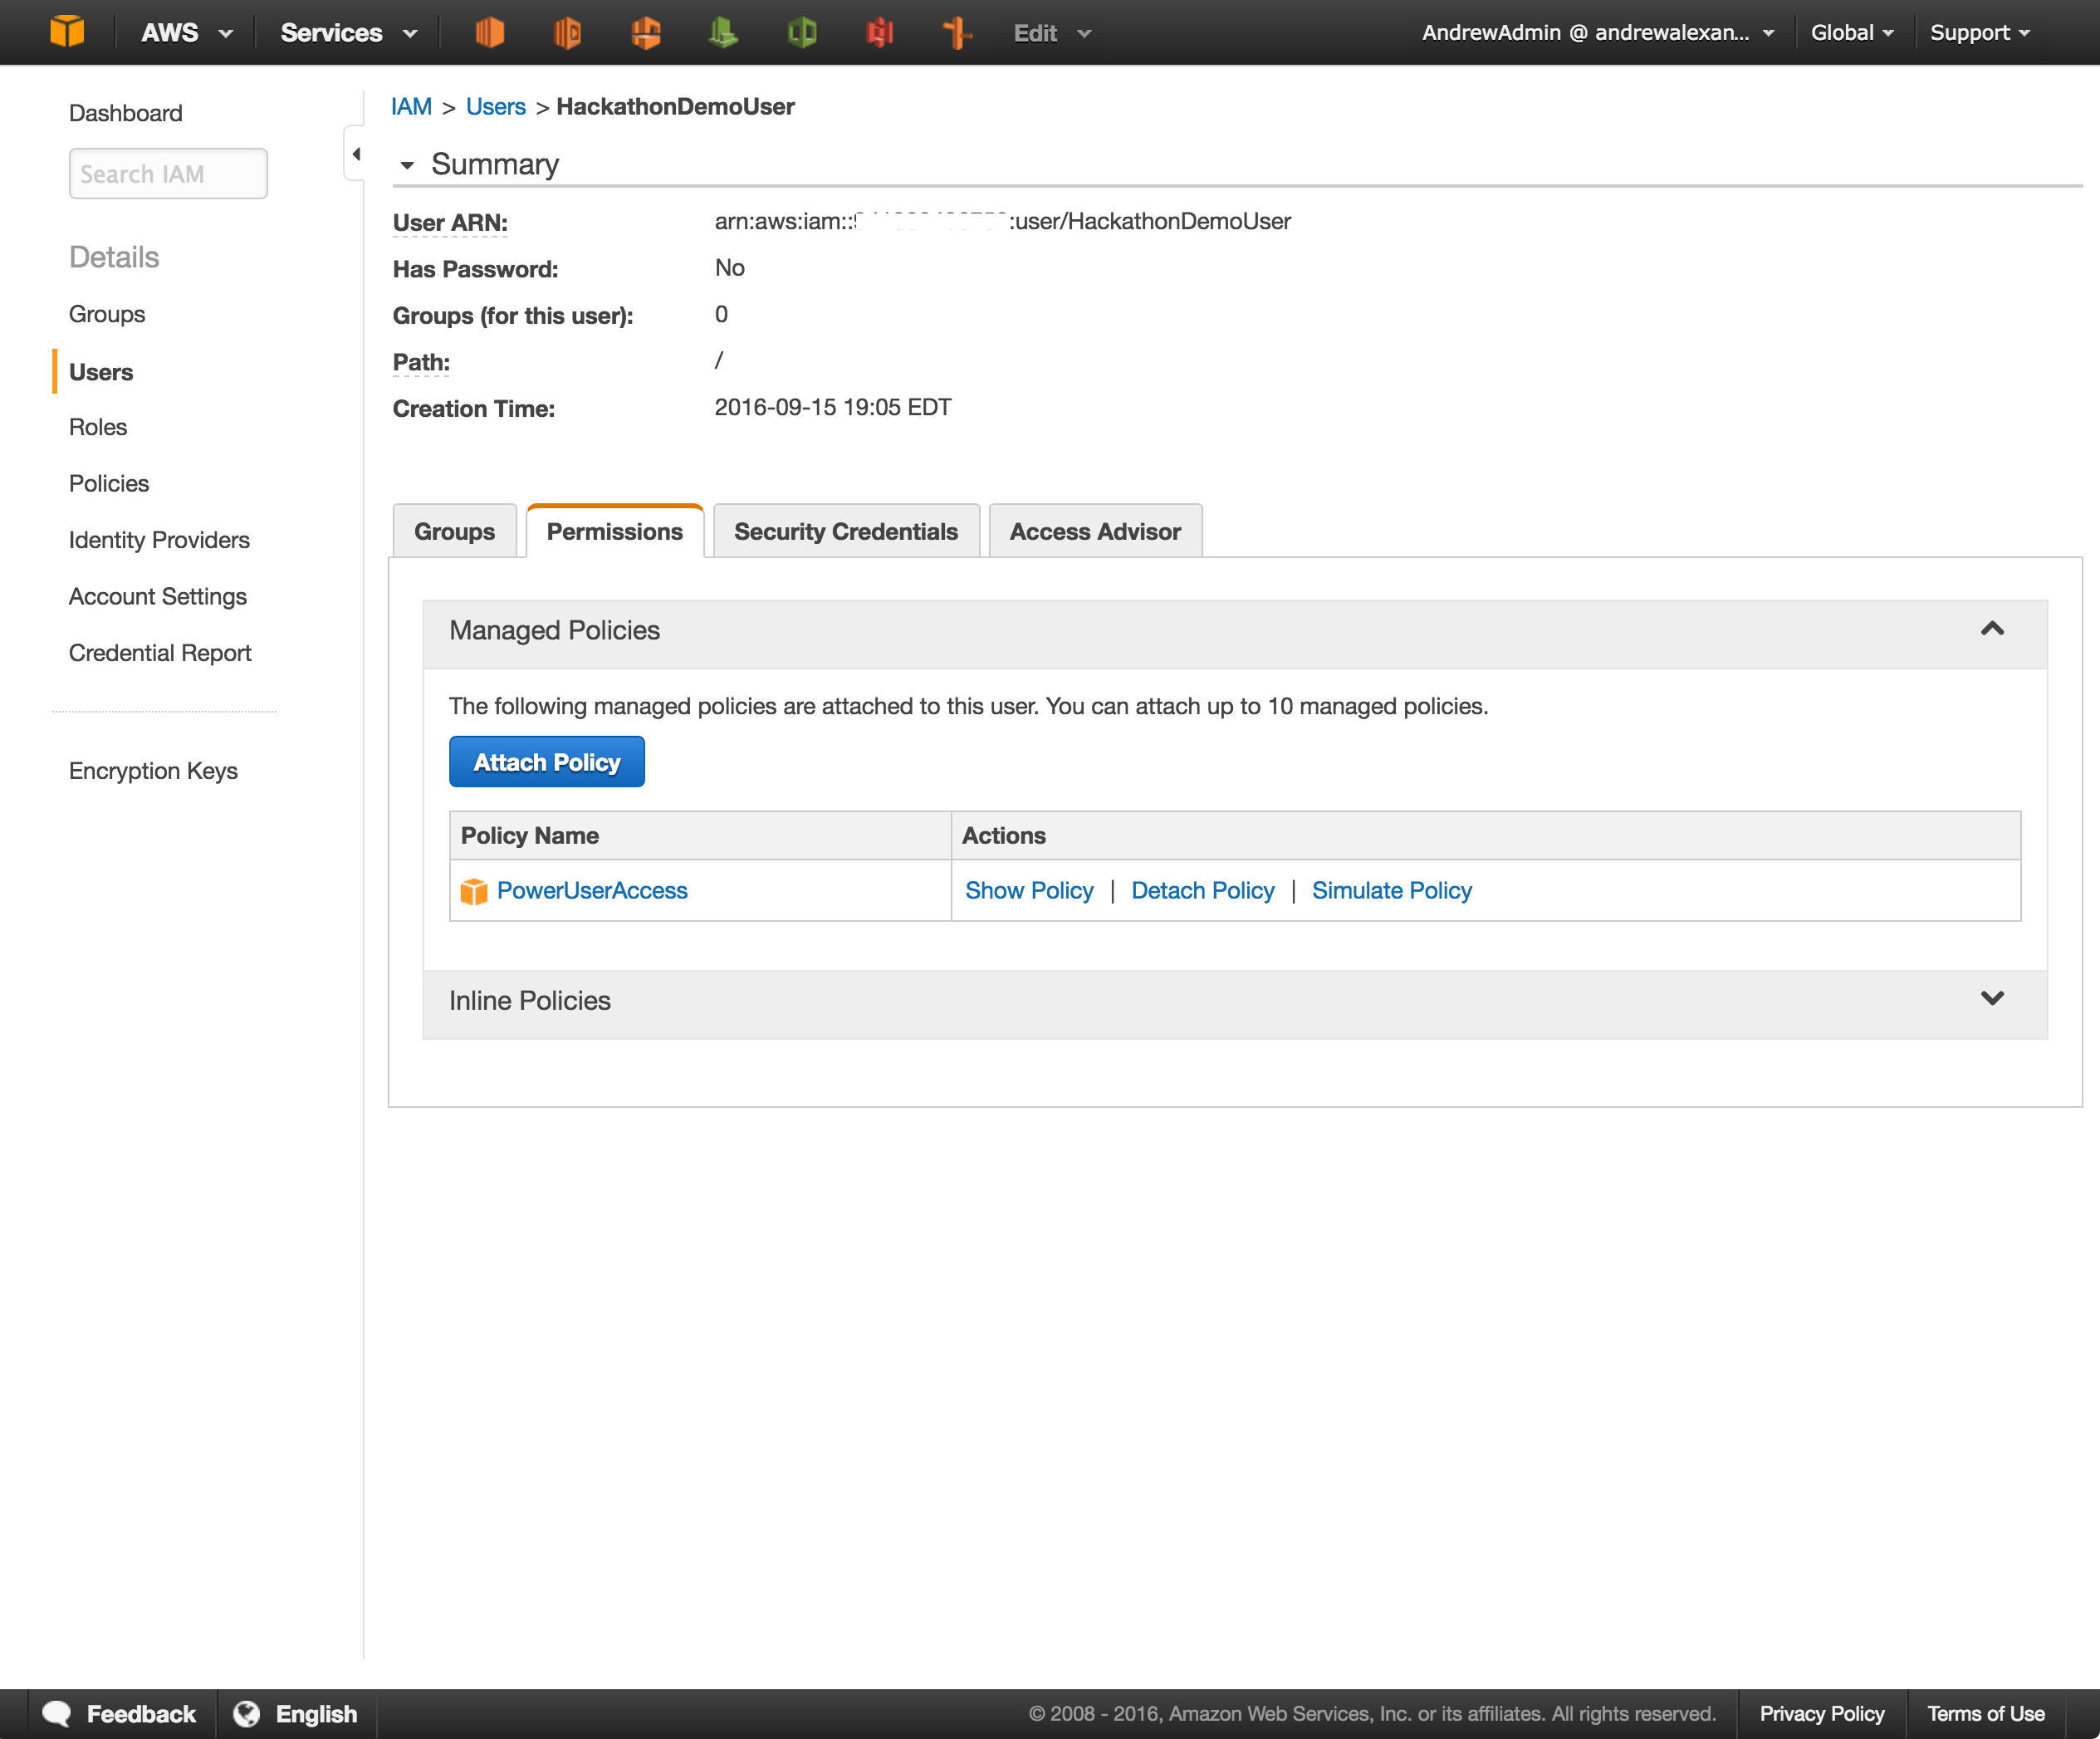 AWS Services Edit AndrewAdmin @ andrewalexan... Global Support
Dashboard
Search IAM
Details
Groups
Users
Roles
Policies
Identity Providers
Account Settings
Credential Report
Encryption Keys
IAM > Users > HackathonDemoUser
Summary
User ARN: arn:aws:iam:: :user/HackathonDemoUser
Has Password: No
Groups (for this user): 0
Path: /
Creation Time: 2016-09-15 19:05 EDT
Groups Permissions Security Credentials Access Advisor
Managed Policies
The following managed policies are attached to this user. You can attach up to 10 managed policies.
Attach Policy
Policy Name Actions
PowerUserAccess Show Policy | Detach Policy | Simulate Policy
Inline Policies
Feedback English © 2008 - 2016, Amazon Web Services, Inc. or its affiliates. All rights reserved. Privacy Policy Terms of Use